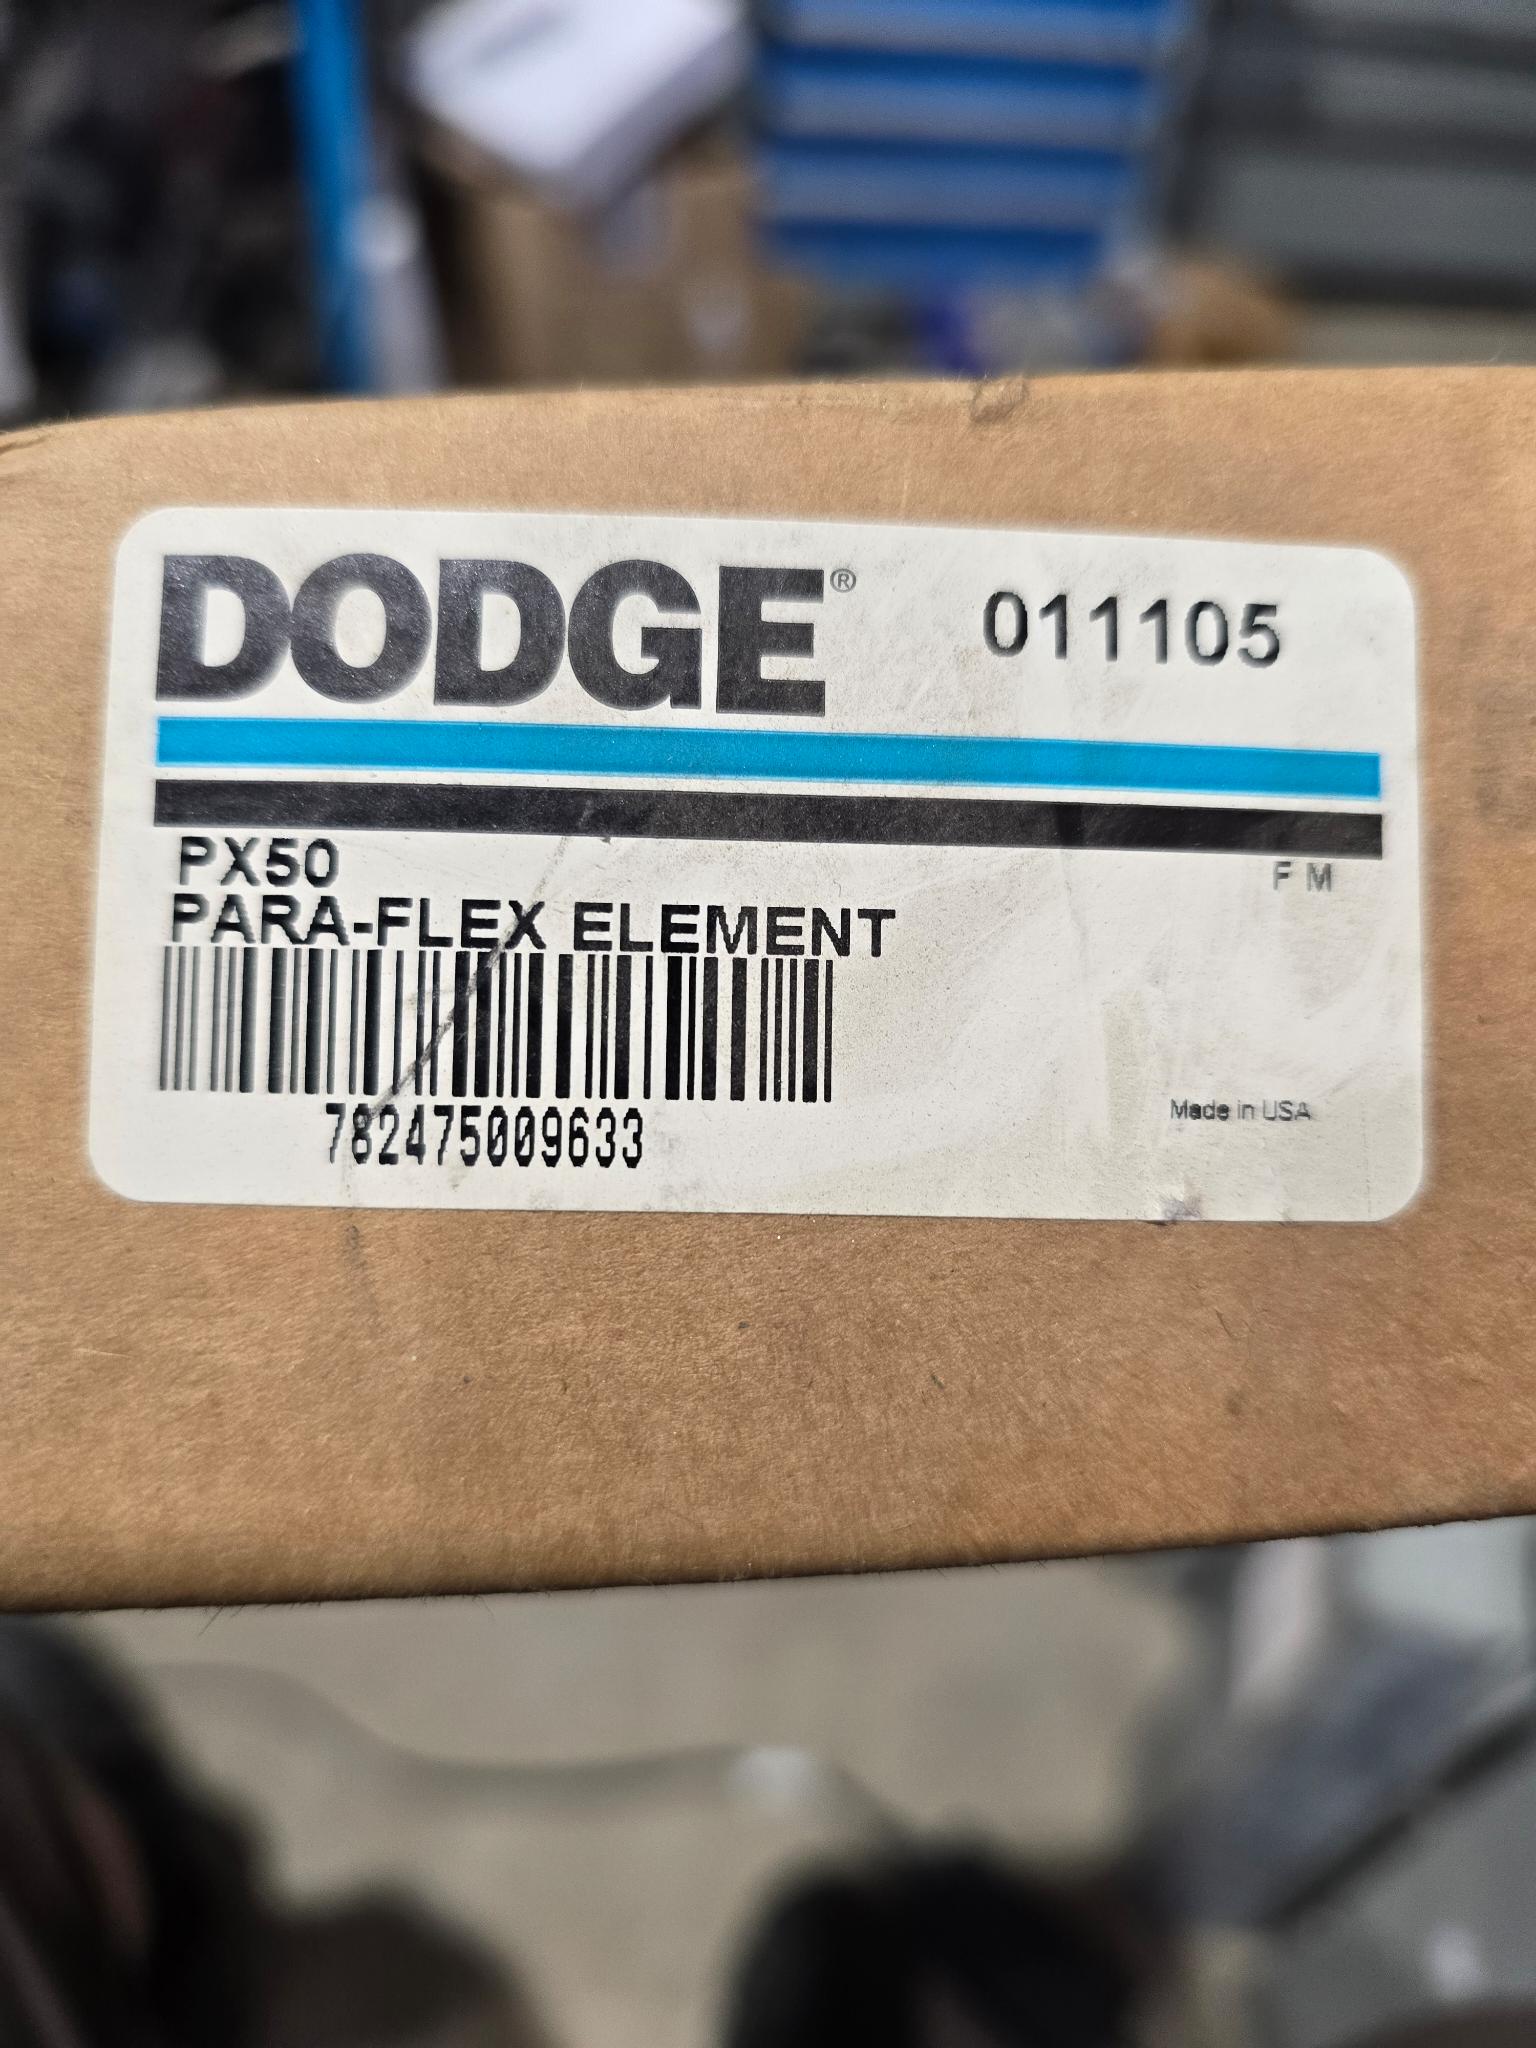 DODGE® 011105
PX50
F M
PARA-FLEX ELEMENT
782475009633
Made in USA